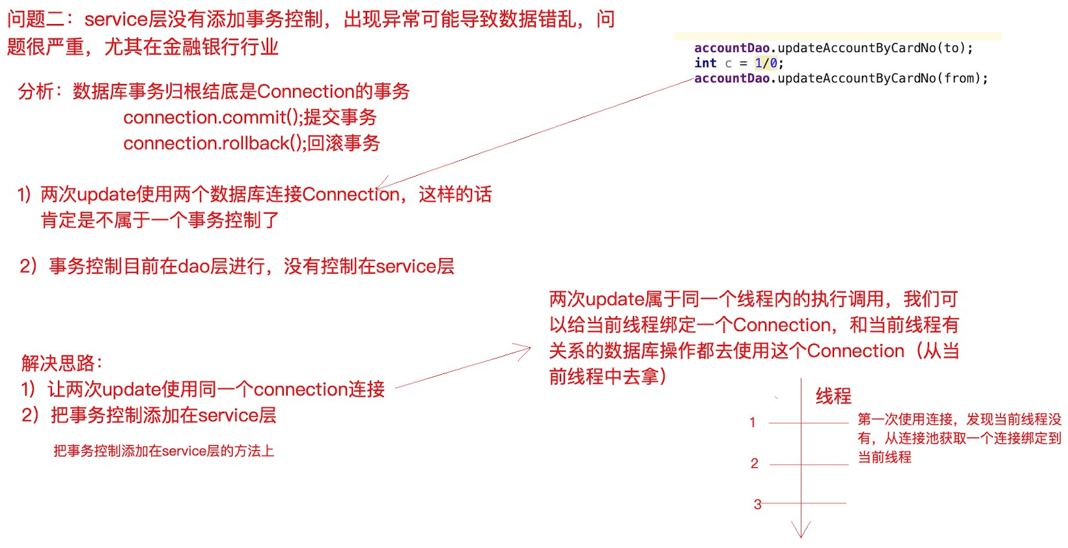 问题二：service层没有添加事务控制，出现异常可能导致数据错乱，问
题很严重，尤其在金融银行行业
accountDao.updateAccountByCardNo(to);
int c = 1/0;
accountDao.updateAccountByCardNo(from);
分析：数据库事务归根结底是Connection的事务
connection.commit();提交事务
connection.rollback();回滚事务
1）两次update使用两个数据库连接Connection，这样的话
肯定是不属于一个事务控制了
2）事务控制目前在dao层进行，没有控制在service层
两次update属于同一个线程内的执行调用，我们可
以给当前线程绑定一个Connection，和当前线程有
关系的数据库操作都去使用这个Connection（从当
前线程中去拿）
解决思路：
1）让两次update使用同一个connection连接
2）把事务控制添加在service层
把事务控制添加在service层的方法上
线程
1
第一次使用连接，发现当前线程没
有，从连接池获取一个连接绑定到
当前线程
2
3